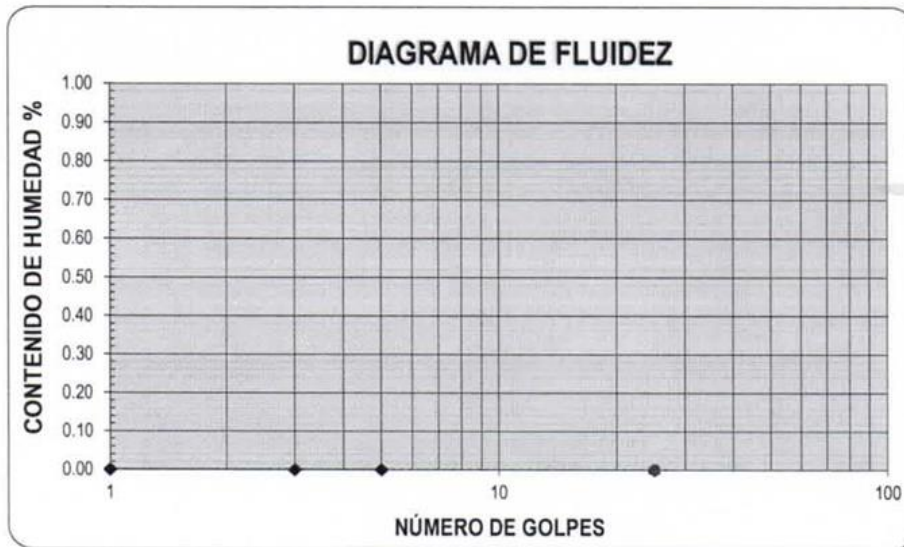 DIAGRAMA DE FLUIDEZ
CONTENIDO DE HUMEDAD %
1.00
0.90
0.80
0.70
0.60
0.50
0.40
0.30
0.20
0.10
0.00
1 10 100
NÚMERO DE GOLPES